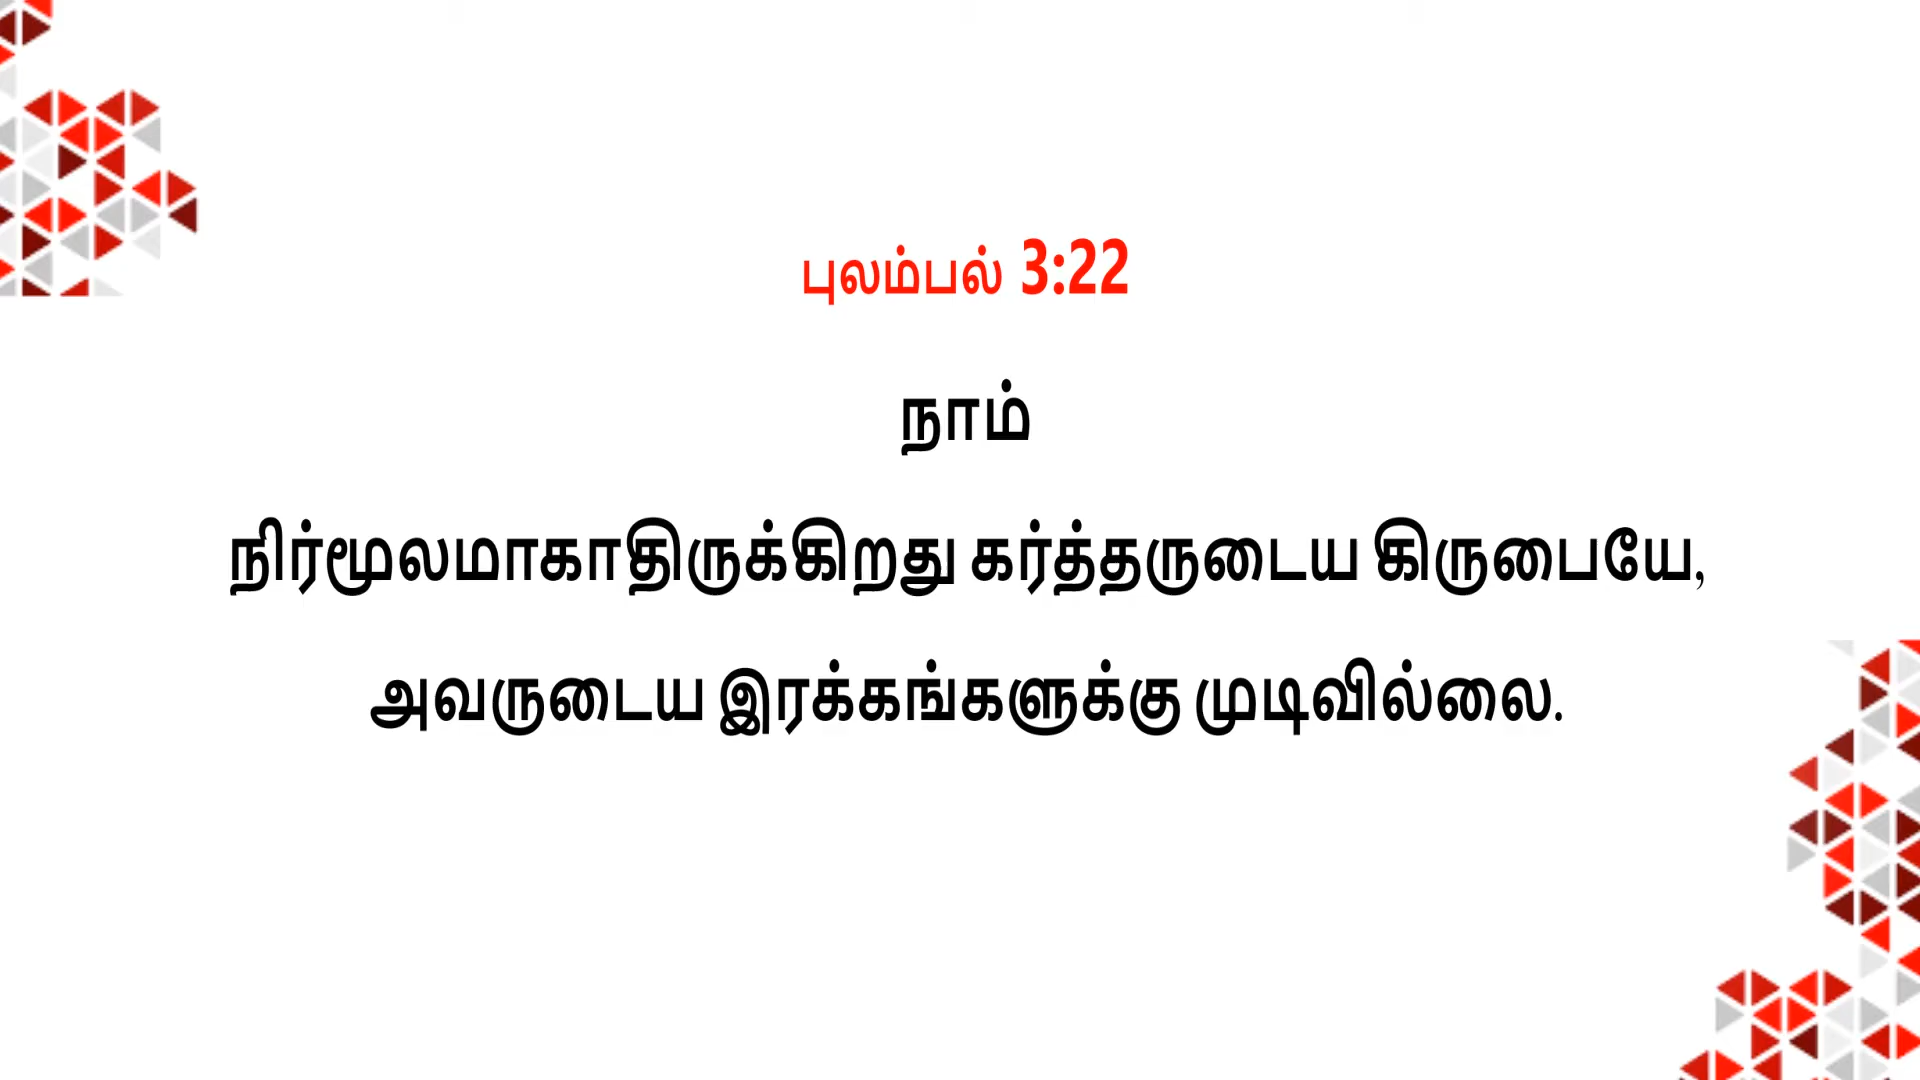 புலம்பல் 3:22
நாம்
நிர்மூலமாகாதிருக்கிறது கர்த்தருடைய கிருபையே,
அவருடைய இரக்கங்களுக்கு முடிவில்லை.